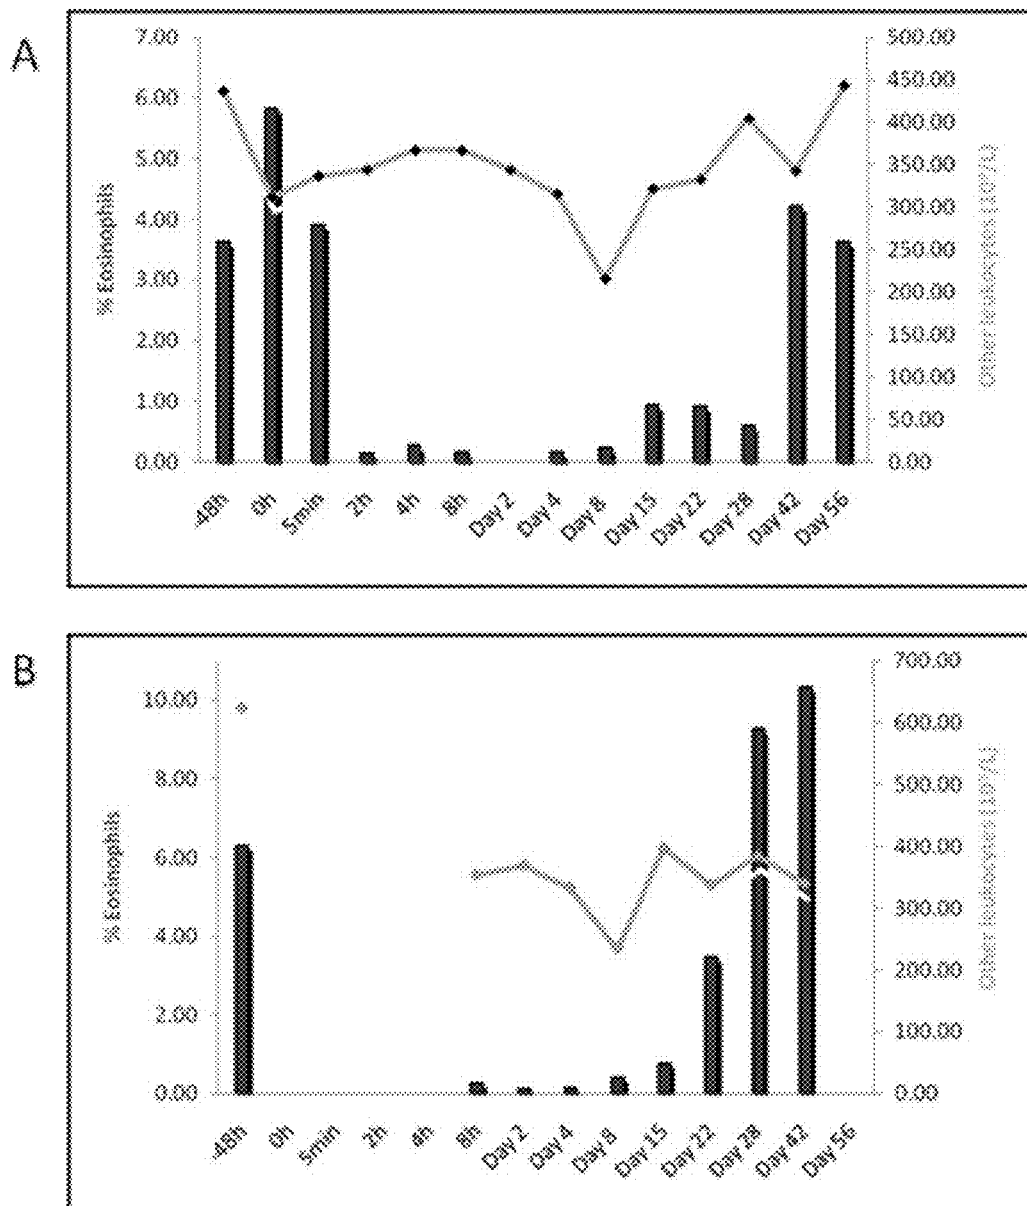 A
7.00
6.00
5.00
4.00
3.00
2.00
1.00
0.00
% Eosinophils
500.00
450.00
400.00
350.00
300.00
250.00
200.00
150.00
100.00
50.00
0.00
-48h
0h
5min
2h
4h
8h
Day 2
Day 4
Day 8
Day 15
Day 22
Day 28
Day 42
Day 56
Other leukocytes
B
10.00
8.00
6.00
4.00
2.00
0.00
% Eosinophils
700.00
600.00
500.00
400.00
300.00
200.00
100.00
0.00
-48h
0h
5min
2h
4h
8h
Day 2
Day 4
Day 8
Day 15
Day 22
Day 28
Day 42
Day 56
Other leukocytes